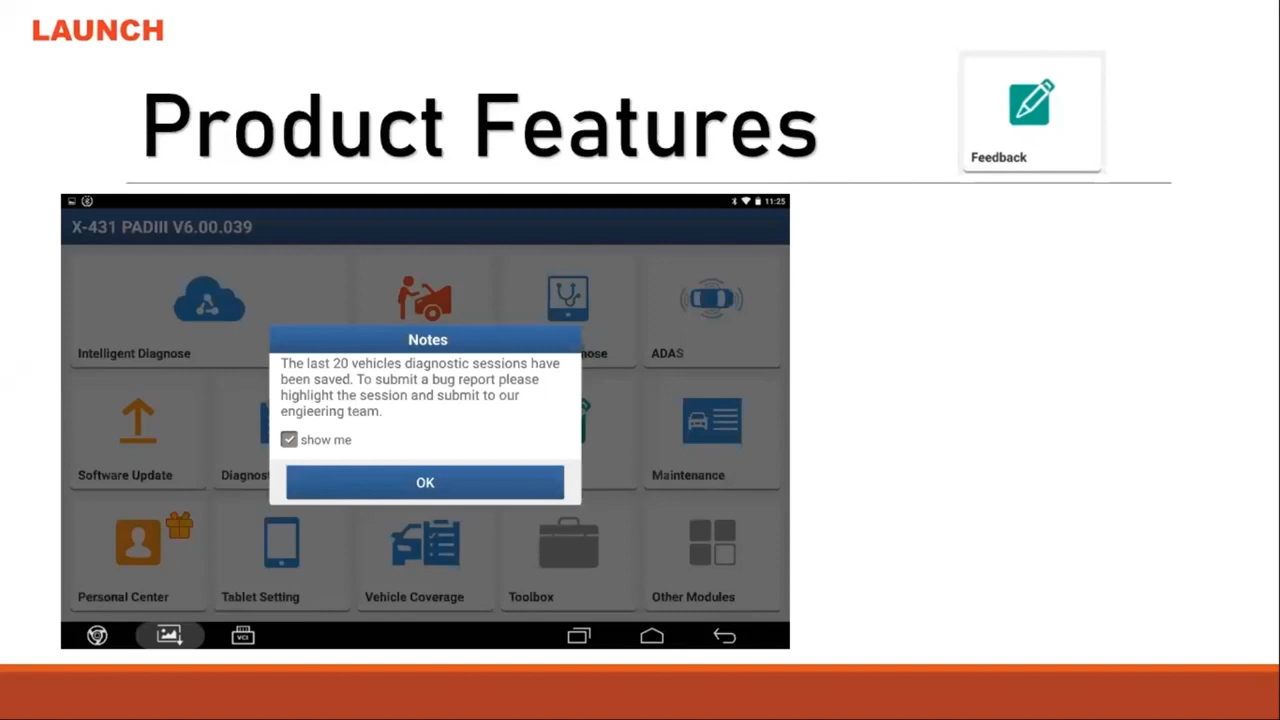 LAUNCH
Product Features
Feedback
11:25
X-431 PADIII V6.00.039
Intelligent Diagnose
ADAS
Notes
The last 20 vehicles diagnostic sessions have
been saved. To submit a bug report please
highlight the session and submit to our
engieering team.
show me
OK
Software Update
Maintenance
Personal Center
Tablet Setting
Vehicle Coverage
Toolbox
Other Modules
VCI